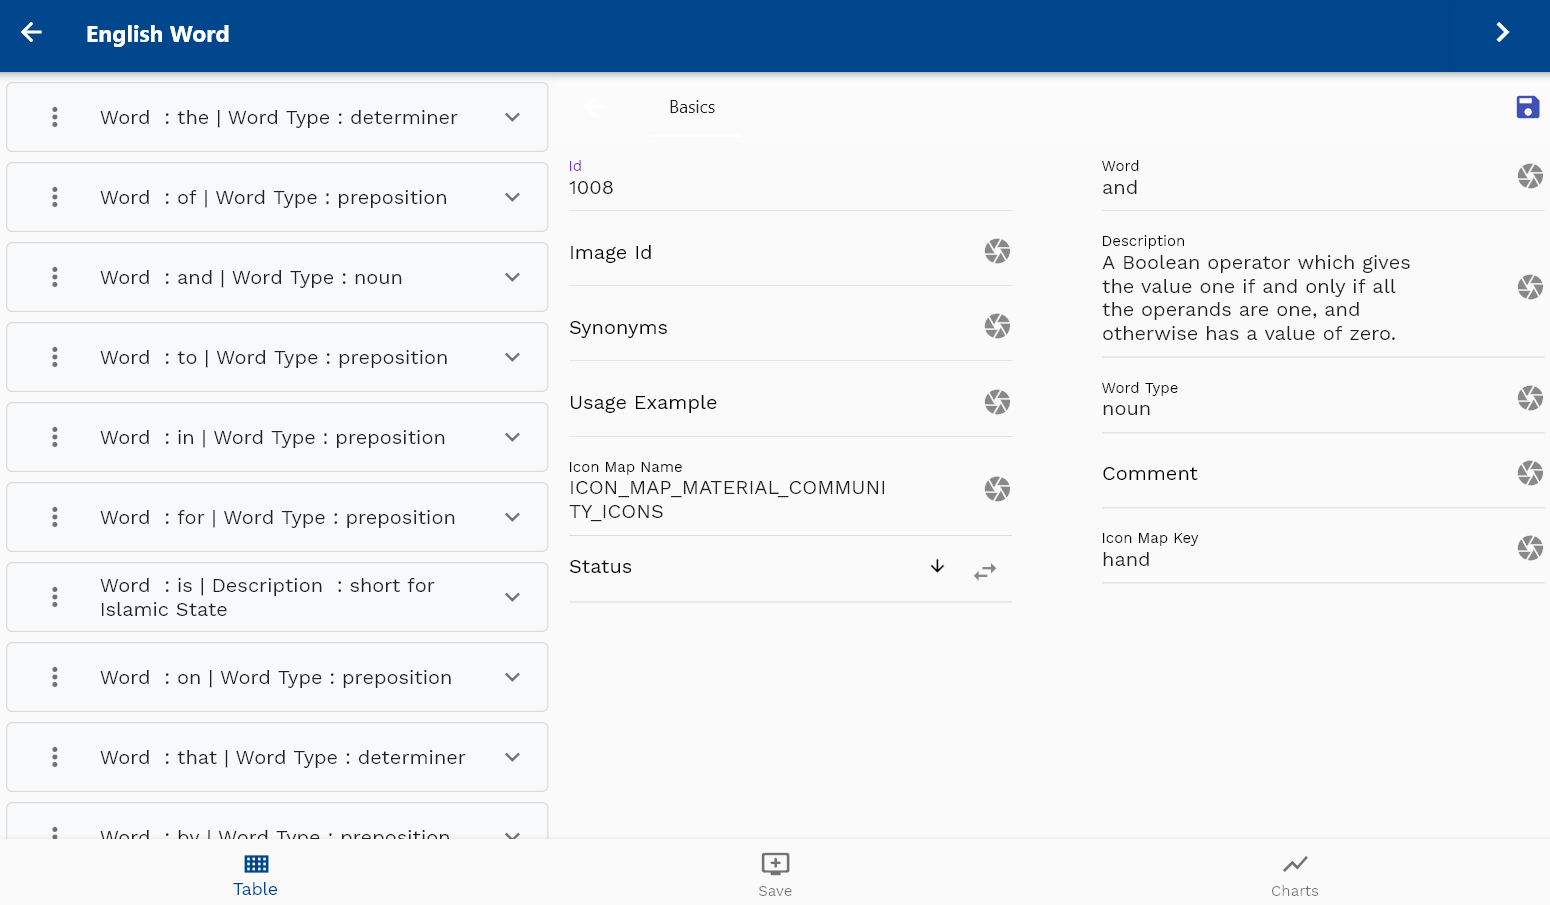 English Word
Word : the | Word Type : determiner
Word : of | Word Type : preposition
Word : and | Word Type : noun
Word : to | Word Type : preposition
Word : in | Word Type : preposition
Word : for | Word Type : preposition
Word : is | Description : short for
Islamic State
Word : on | Word Type : preposition
Word : that | Word Type : determiner
Word : by | Word Type : preposition
Basics
Id
1008
Image Id
Synonyms
Usage Example
Icon Map Name
ICON_MAP_MATERIAL_COMMUNI
TY_ICONS
Status
Word
and
Description
A Boolean operator which gives
the value one if and only if all
the operands are one, and
otherwise has a value of zero.
Word Type
noun
Comment
Icon Map Key
hand
Table
Save
Charts